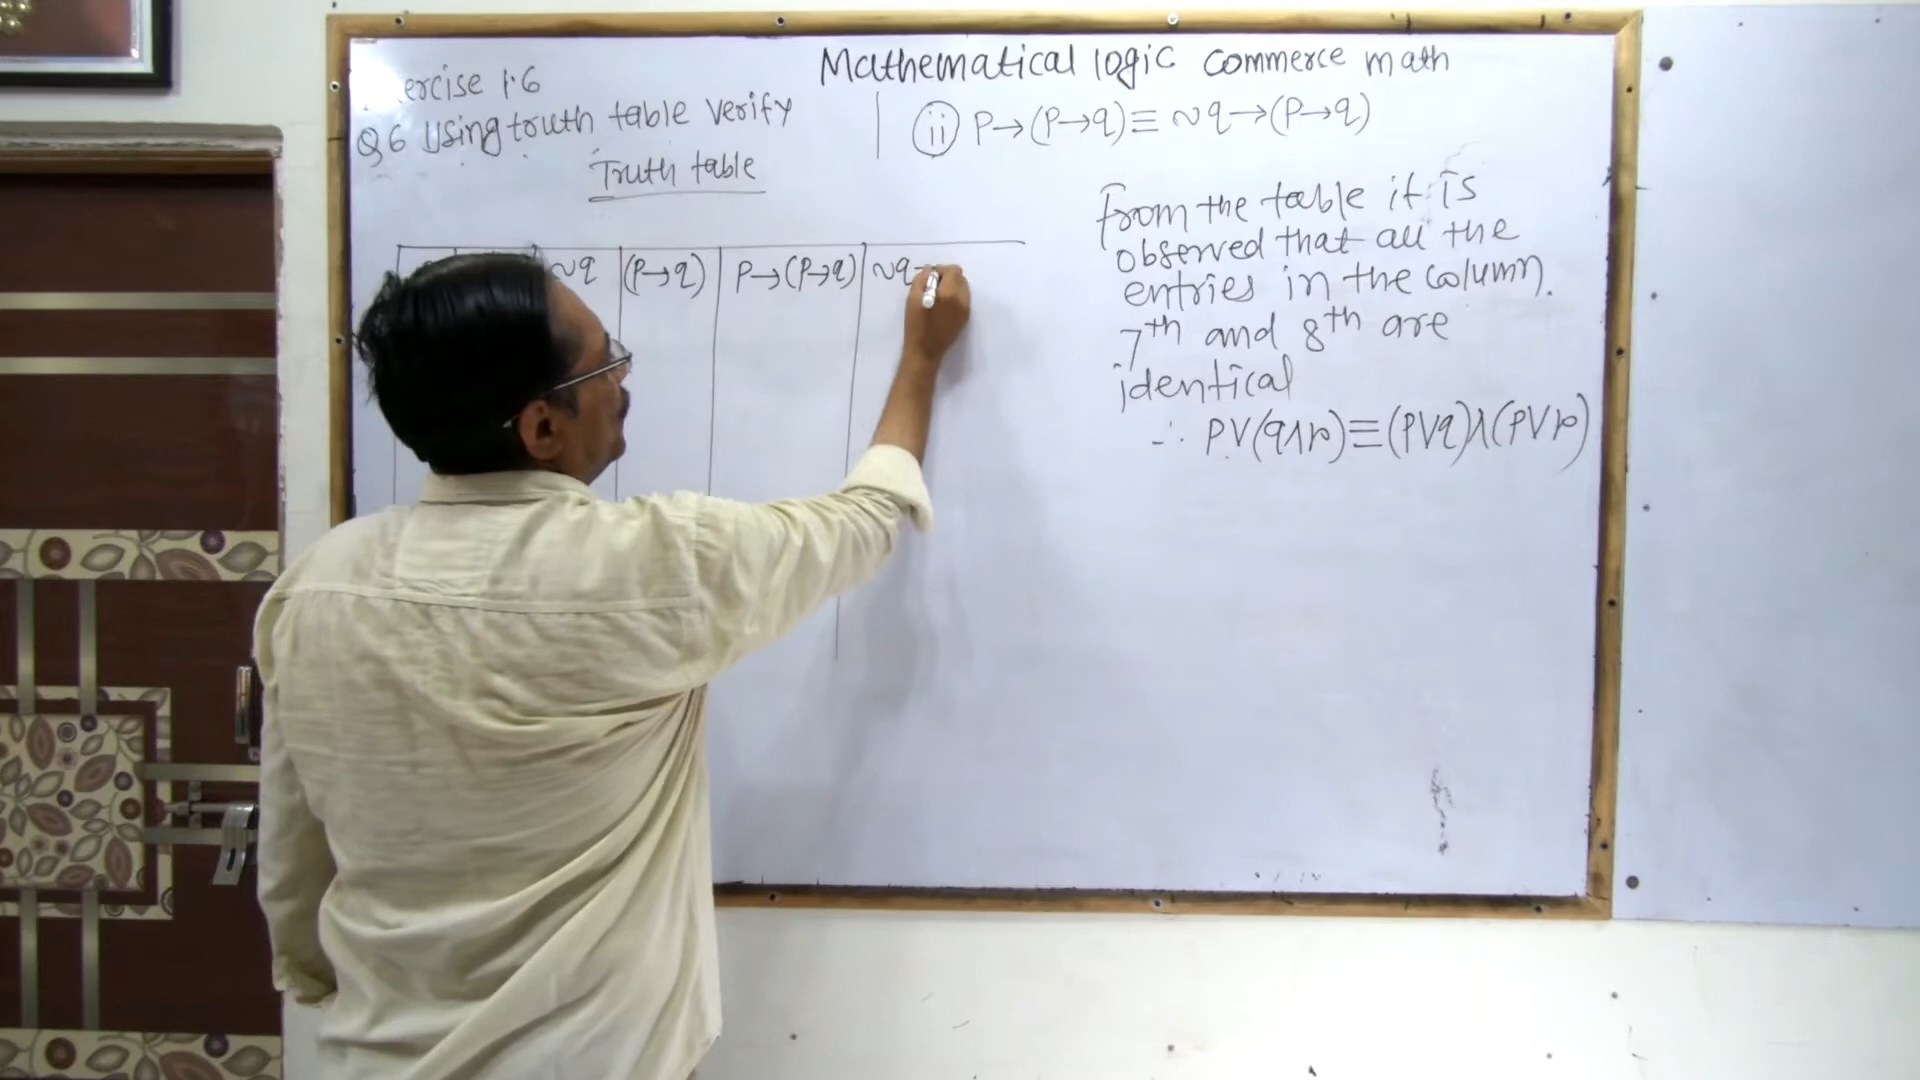 Mathematical logic commerce math
ercise 1.6
Q6 Using truth table verify
(ii) P→(P→q)≡ ~q→(P→q)
Truth table
~q (P→q) P→(P→q) ~q→
from the table it is
observed that all the
entries in the column.
7th and 8th are
identical
∴ PV(q∧r)≡(PVq)∧(PVr)